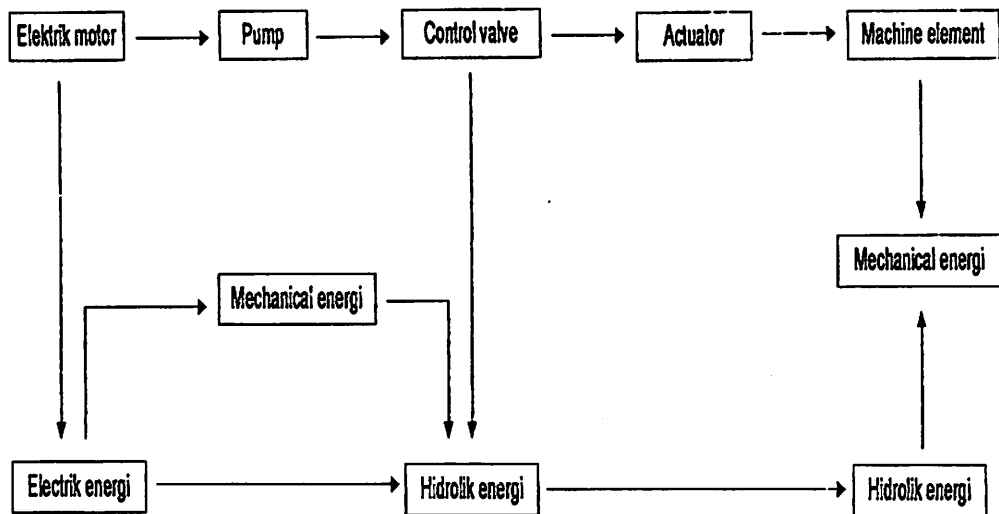 Elektrik motor
Pump
Control valve
Actuator
Machine element
Mechanical energi
Mechanical energi
Electrik energi
Hidrolik energi
Hidrolik energi